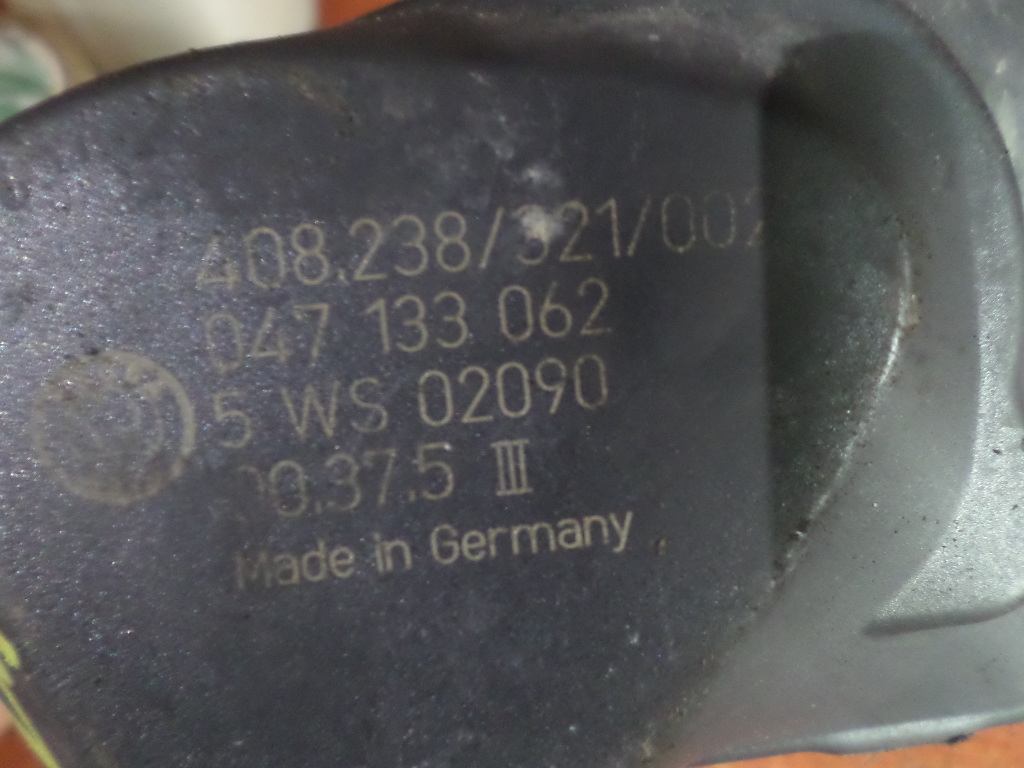 408.238/321/002
047 133 062
5 WS 02090
00.37.5 III
Made in Germany